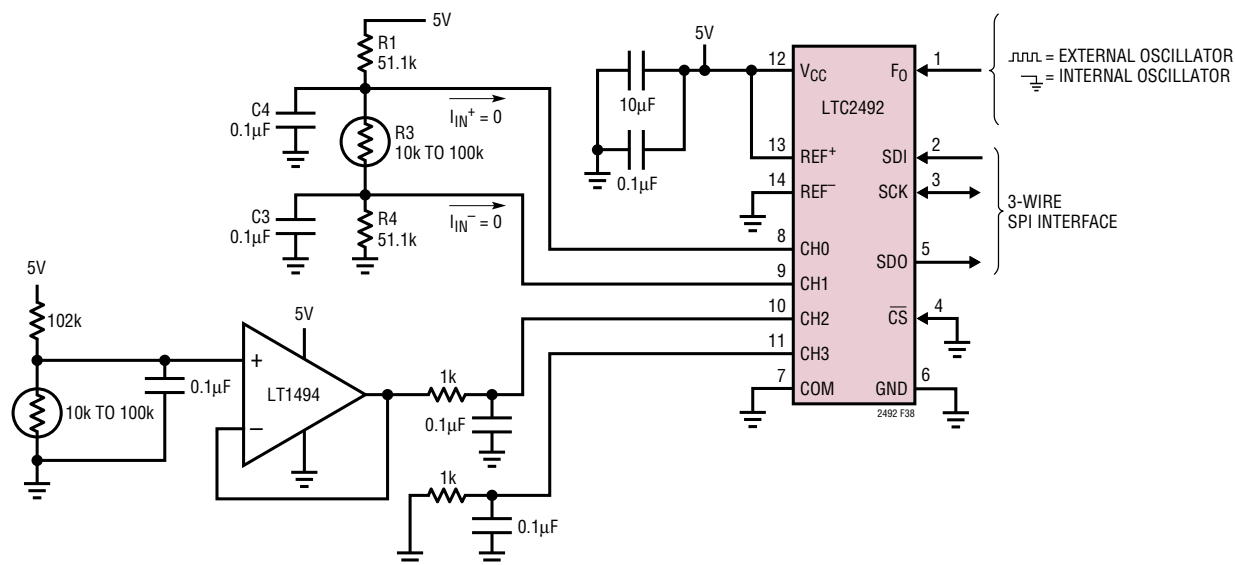 5V
R1
51.1k
C4
0.1µF
I_IN⁺ = 0
R3
10k TO 100k
C3
0.1µF
R4
51.1k
I_IN⁻ = 0
5V
102k
10k TO 100k
0.1µF
5V
+
LT1494
–
1k
0.1µF
1k
0.1µF
5V
10µF
0.1µF
12
V_CC
F_O
1
LTC2492
13
REF⁺
SDI
2
14
REF⁻
SCK
3
8
CH0
SDO
5
9
CH1
10
CH2
C̅S̅
4
11
CH3
7
COM
GND
6
2492 F38
= EXTERNAL OSCILLATOR
= INTERNAL OSCILLATOR
3-WIRE
SPI INTERFACE